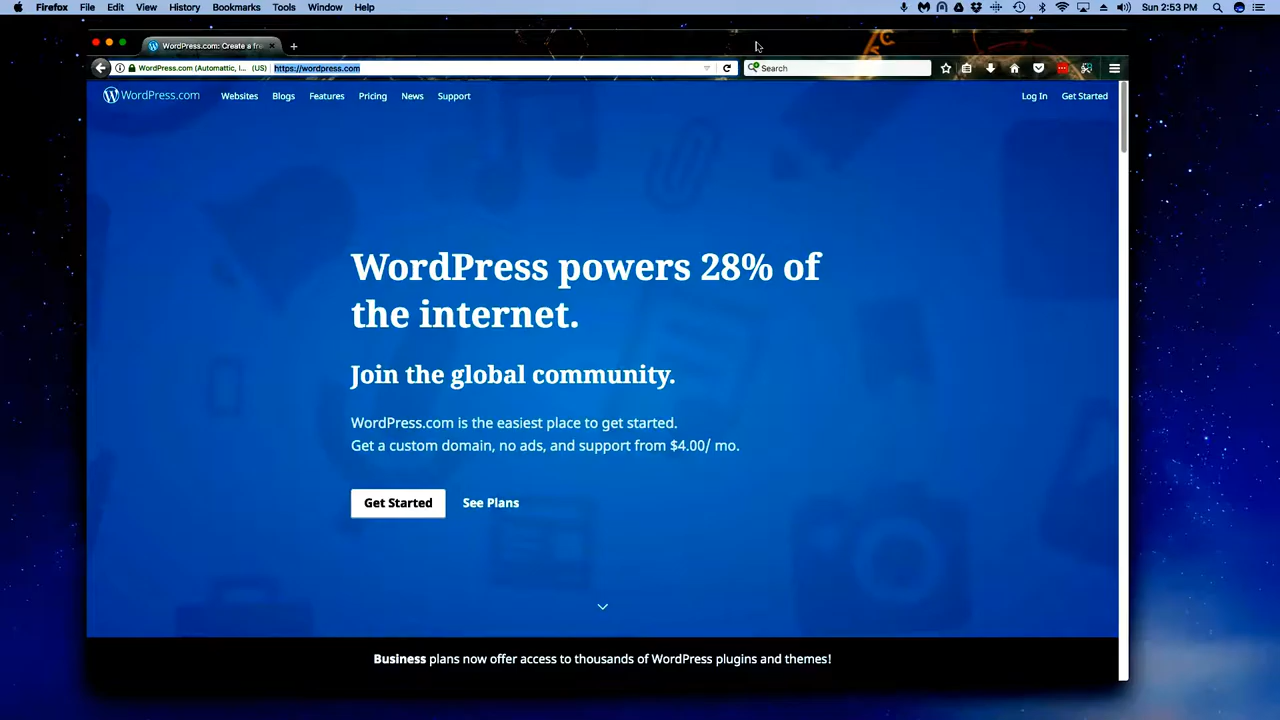 Firefox File Edit View History Bookmarks Tools Window Help
Sun 2:53 PM
WordPress.com: Create a fre
WordPress.com (Automattic, I... (US) https://wordpress.com
Search
WordPress.com Websites Blogs Features Pricing News Support
Log In Get Started
WordPress powers 28% of
the internet.
Join the global community.
WordPress.com is the easiest place to get started.
Get a custom domain, no ads, and support from $4.00/ mo.
Get Started See Plans
Business plans now offer access to thousands of WordPress plugins and themes!